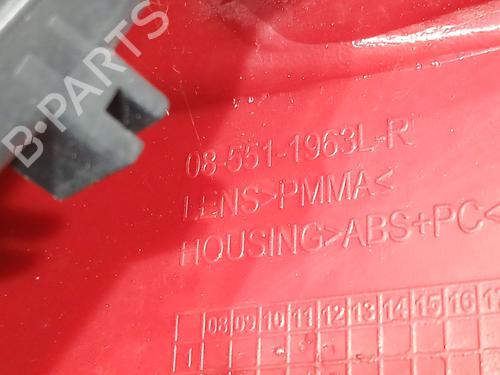 B-PARTS
08-551-1963L-R
LENS>PMMA<
HOUSING>ABS+PC<
08 09 10 11 12 13 14 15 16 17
1